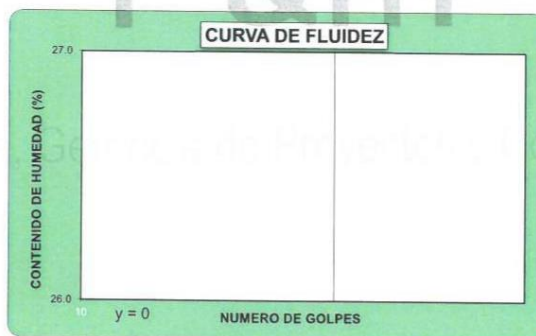 CURVA DE FLUIDEZ
27.0
CONTENIDO DE HUMEDAD (%)
26.0
10
y = 0
NUMERO DE GOLPES